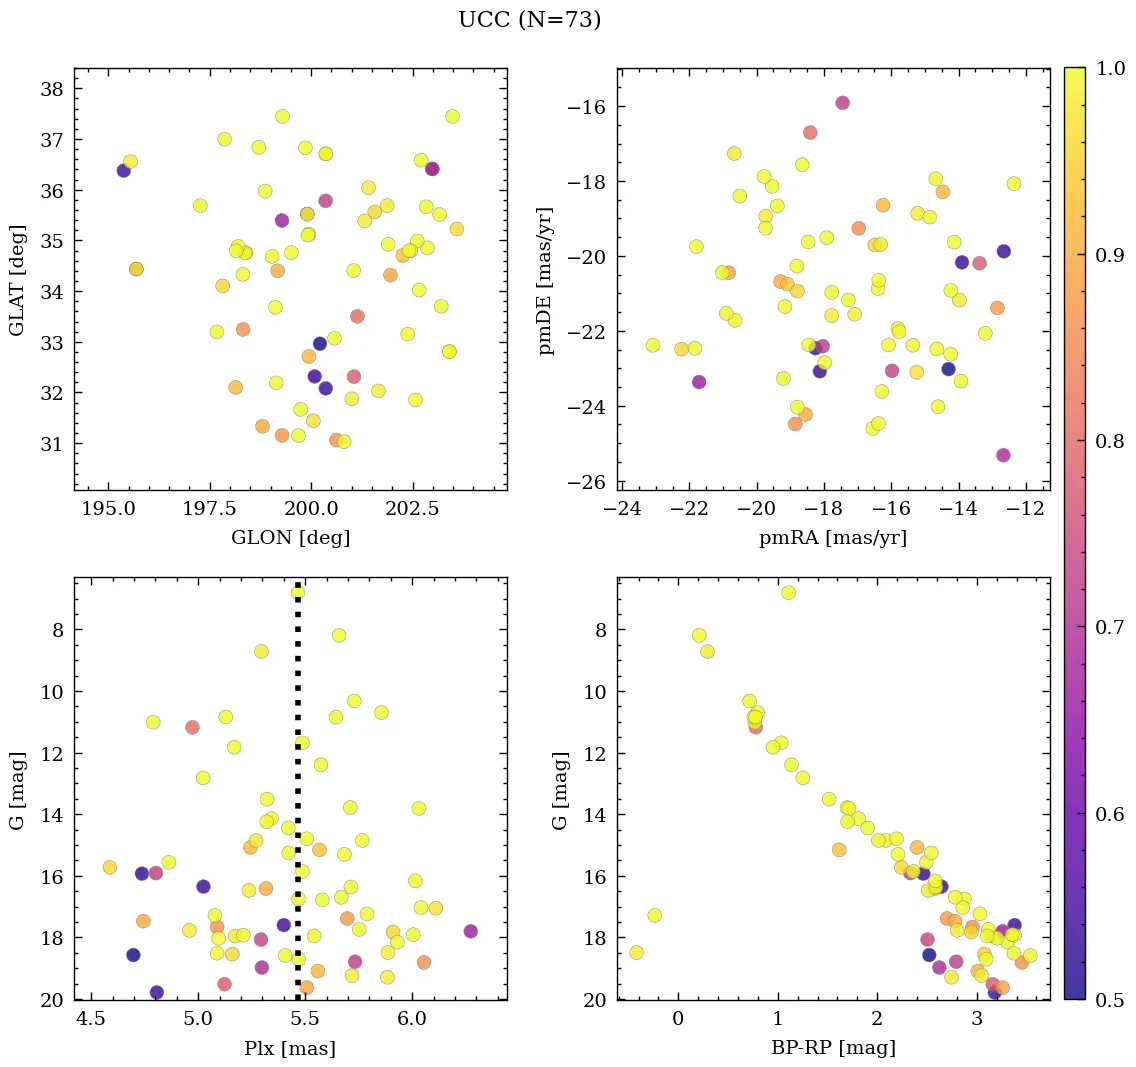 UCC (N=73)
38
37
36
35
34
33
32
31
GLAT [deg]
195.0 197.5 200.0 202.5
GLON [deg]
−16
−18
−20
−22
−24
−26
pmDE [mas/yr]
−24 −22 −20 −18 −16 −14 −12
pmRA [mas/yr]
8
10
12
14
16
18
20
G [mag]
4.5 5.0 5.5 6.0
Plx [mas]
8
10
12
14
16
18
20
G [mag]
0 1 2 3
BP-RP [mag]
1.0
0.9
0.8
0.7
0.6
0.5